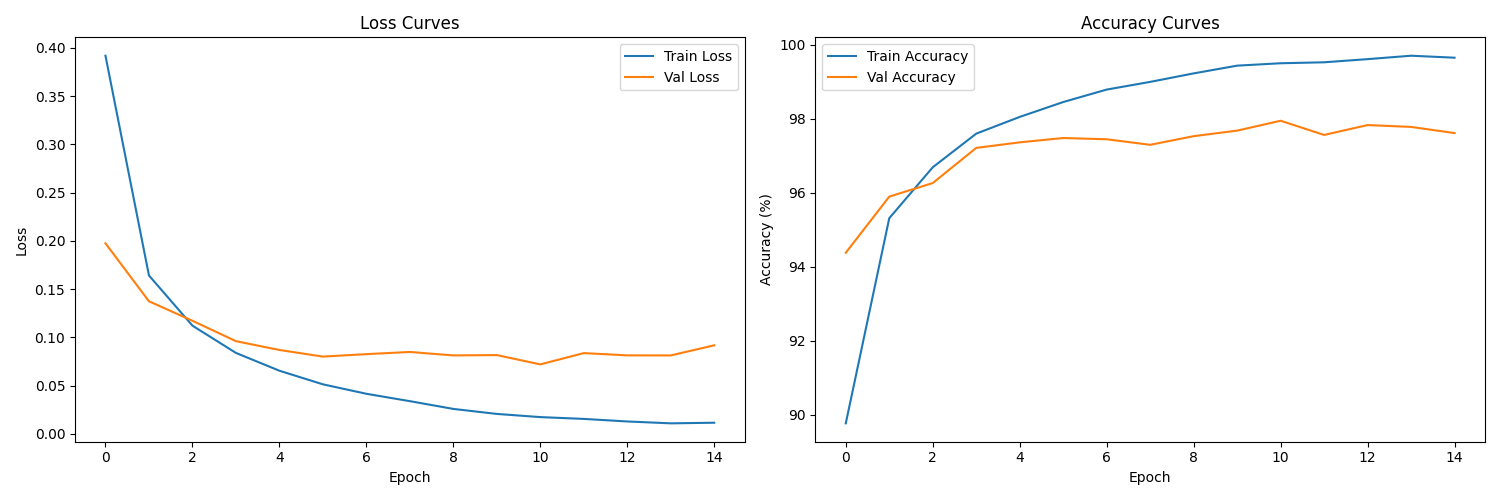 Loss Curves
0.40
0.35
0.30
0.25
0.20
0.15
0.10
0.05
0.00
Loss
Train Loss
Val Loss
0 2 4 6 8 10 12 14
Epoch
Accuracy Curves
100
98
96
94
92
90
Accuracy (%)
Train Accuracy
Val Accuracy
0 2 4 6 8 10 12 14
Epoch